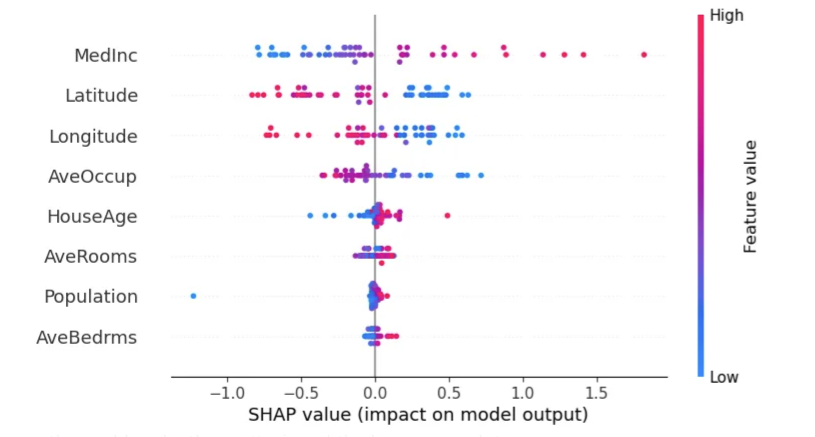 High
MedInc
Latitude
Longitude
AveOccup
HouseAge
AveRooms
Population
AveBedrms
Feature value
Low
−1.0 −0.5 0.0 0.5 1.0 1.5
SHAP value (impact on model output)